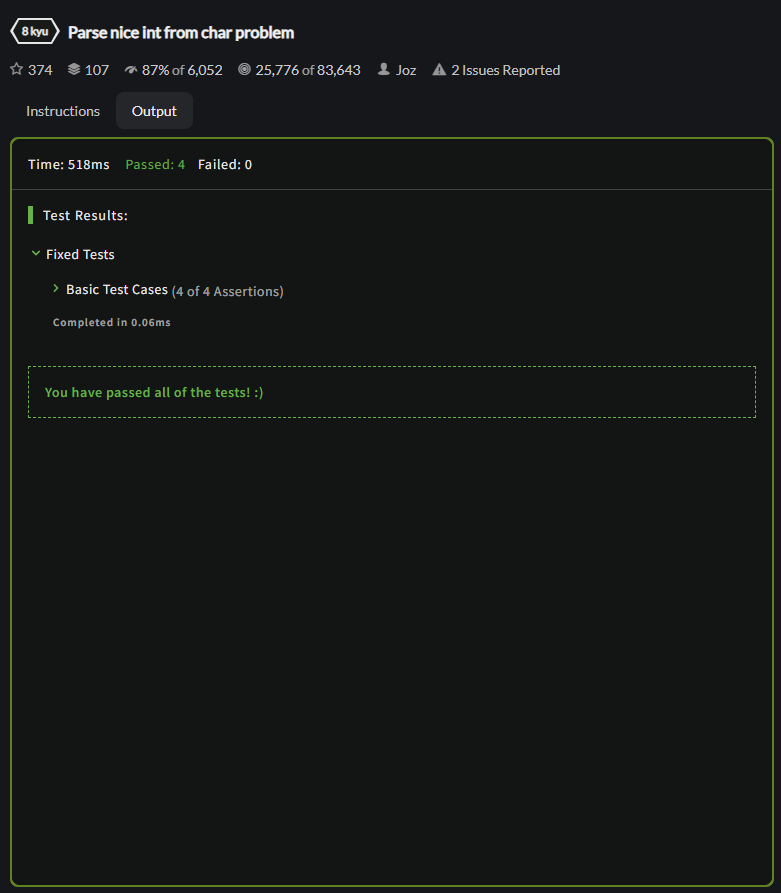 8 kyu Parse nice int from char problem
374 107 87% of 6,052 25,776 of 83,643 Joz 2 Issues Reported
Instructions Output
Time: 518ms Passed: 4 Failed: 0
Test Results:
Fixed Tests
Basic Test Cases (4 of 4 Assertions)
Completed in 0.06ms
You have passed all of the tests! :)